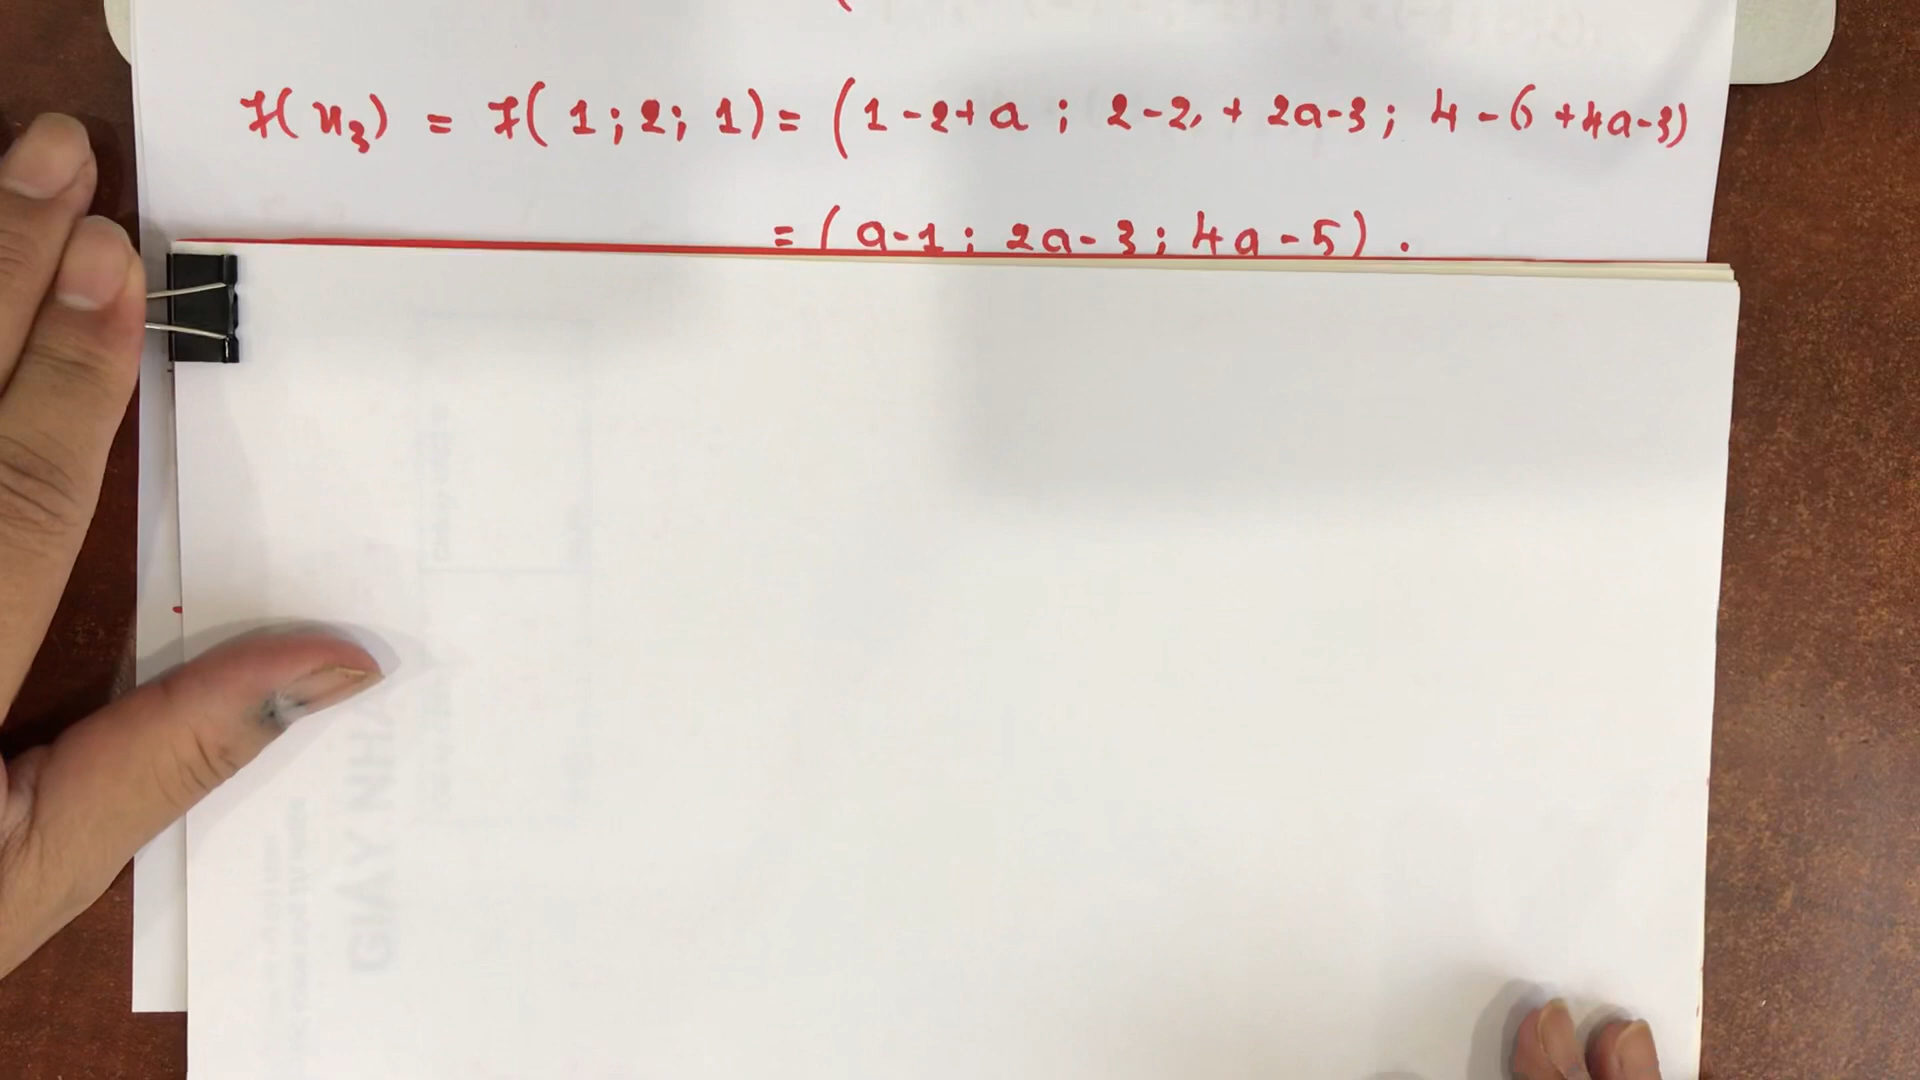 f(u₃) = f(1; 2; 1) = (1-2+a ; 2-2 + 2a-3 ; 4-6+4a-3)
= (a-1 ; 2a-3 ; 4a-5).